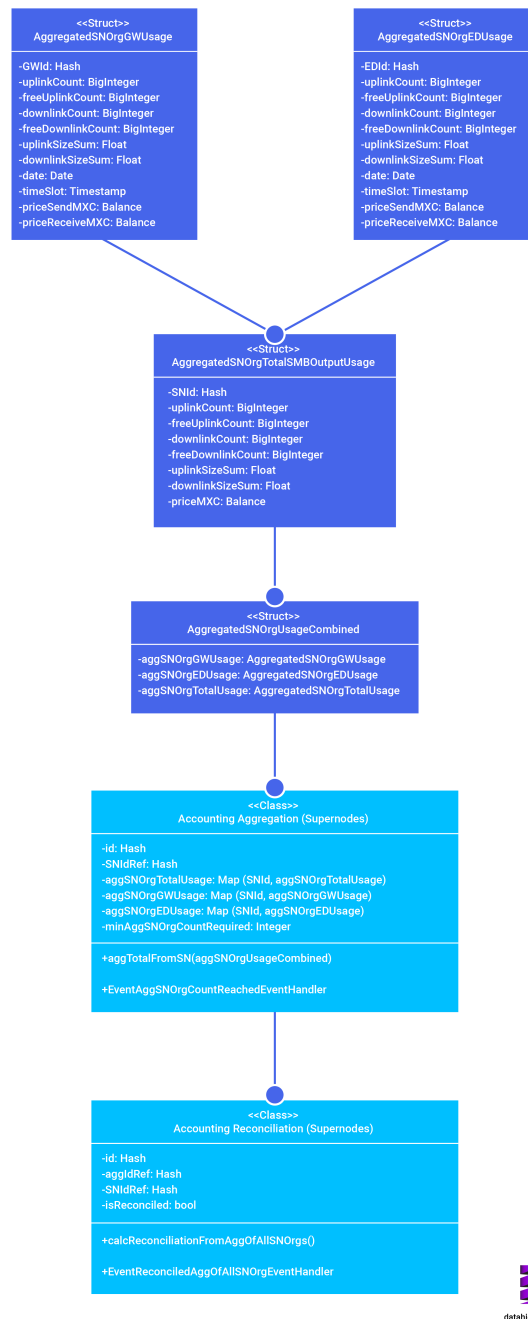 <<Struct>>
AggregatedSNOrgGWUsage
-GWId: Hash
-uplinkCount: BigInteger
-freeUplinkCount: BigInteger
-downlinkCount: BigInteger
-freeDownlinkCount: BigInteger
-uplinkSizeSum: Float
-downlinkSizeSum: Float
-date: Date
-timeSlot: Timestamp
-priceSendMXC: Balance
-priceReceiveMXC: Balance
<<Struct>>
AggregatedSNOrgEDUsage
-EDId: Hash
-uplinkCount: BigInteger
-freeUplinkCount: BigInteger
-downlinkCount: BigInteger
-freeDownlinkCount: BigInteger
-uplinkSizeSum: Float
-downlinkSizeSum: Float
-date: Date
-timeSlot: Timestamp
-priceSendMXC: Balance
-priceReceiveMXC: Balance
<<Struct>>
AggregatedSNOrgTotalSMBOutputUsage
-SNId: Hash
-uplinkCount: BigInteger
-freeUplinkCount: BigInteger
-downlinkCount: BigInteger
-freeDownlinkCount: BigInteger
-uplinkSizeSum: Float
-downlinkSizeSum: Float
-priceMXC: Balance
<<Struct>>
AggregatedSNOrgUsageCombined
-aggSNOrgGWUsage: AggregatedSNOrgGWUsage
-aggSNOrgEDUsage: AggregatedSNOrgEDUsage
-aggSNOrgTotalUsage: AggregatedSNOrgTotalUsage
<<Class>>
Accounting Aggregation (Supernodes)
-id: Hash
-SNIdRef: Hash
-aggSNOrgTotalUsage: Map (SNId, aggSNOrgTotalUsage)
-aggSNOrgGWUsage: Map (SNId, aggSNOrgGWUsage)
-aggSNOrgEDUsage: Map (SNId, aggSNOrgEDUsage)
-minAggSNOrgCountRequired: Integer
+aggTotalFromSN(aggSNOrgUsageCombined)
+EventAggSNOrgCountReachedEventHandler
<<Class>>
Accounting Reconciliation (Supernodes)
-id: Hash
-aggIdRef: Hash
-SNIdRef: Hash
-isReconciled: bool
+calcReconciliationFromAggOfAllSNOrgs()
+EventReconciledAggOfAllSNOrgEventHandler